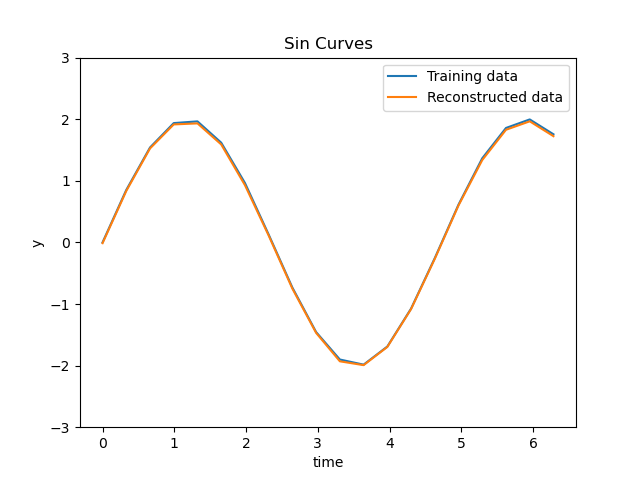 Sin Curves
Training data
Reconstructed data
3
2
1
0
−1
−2
−3
y
0 1 2 3 4 5 6
time